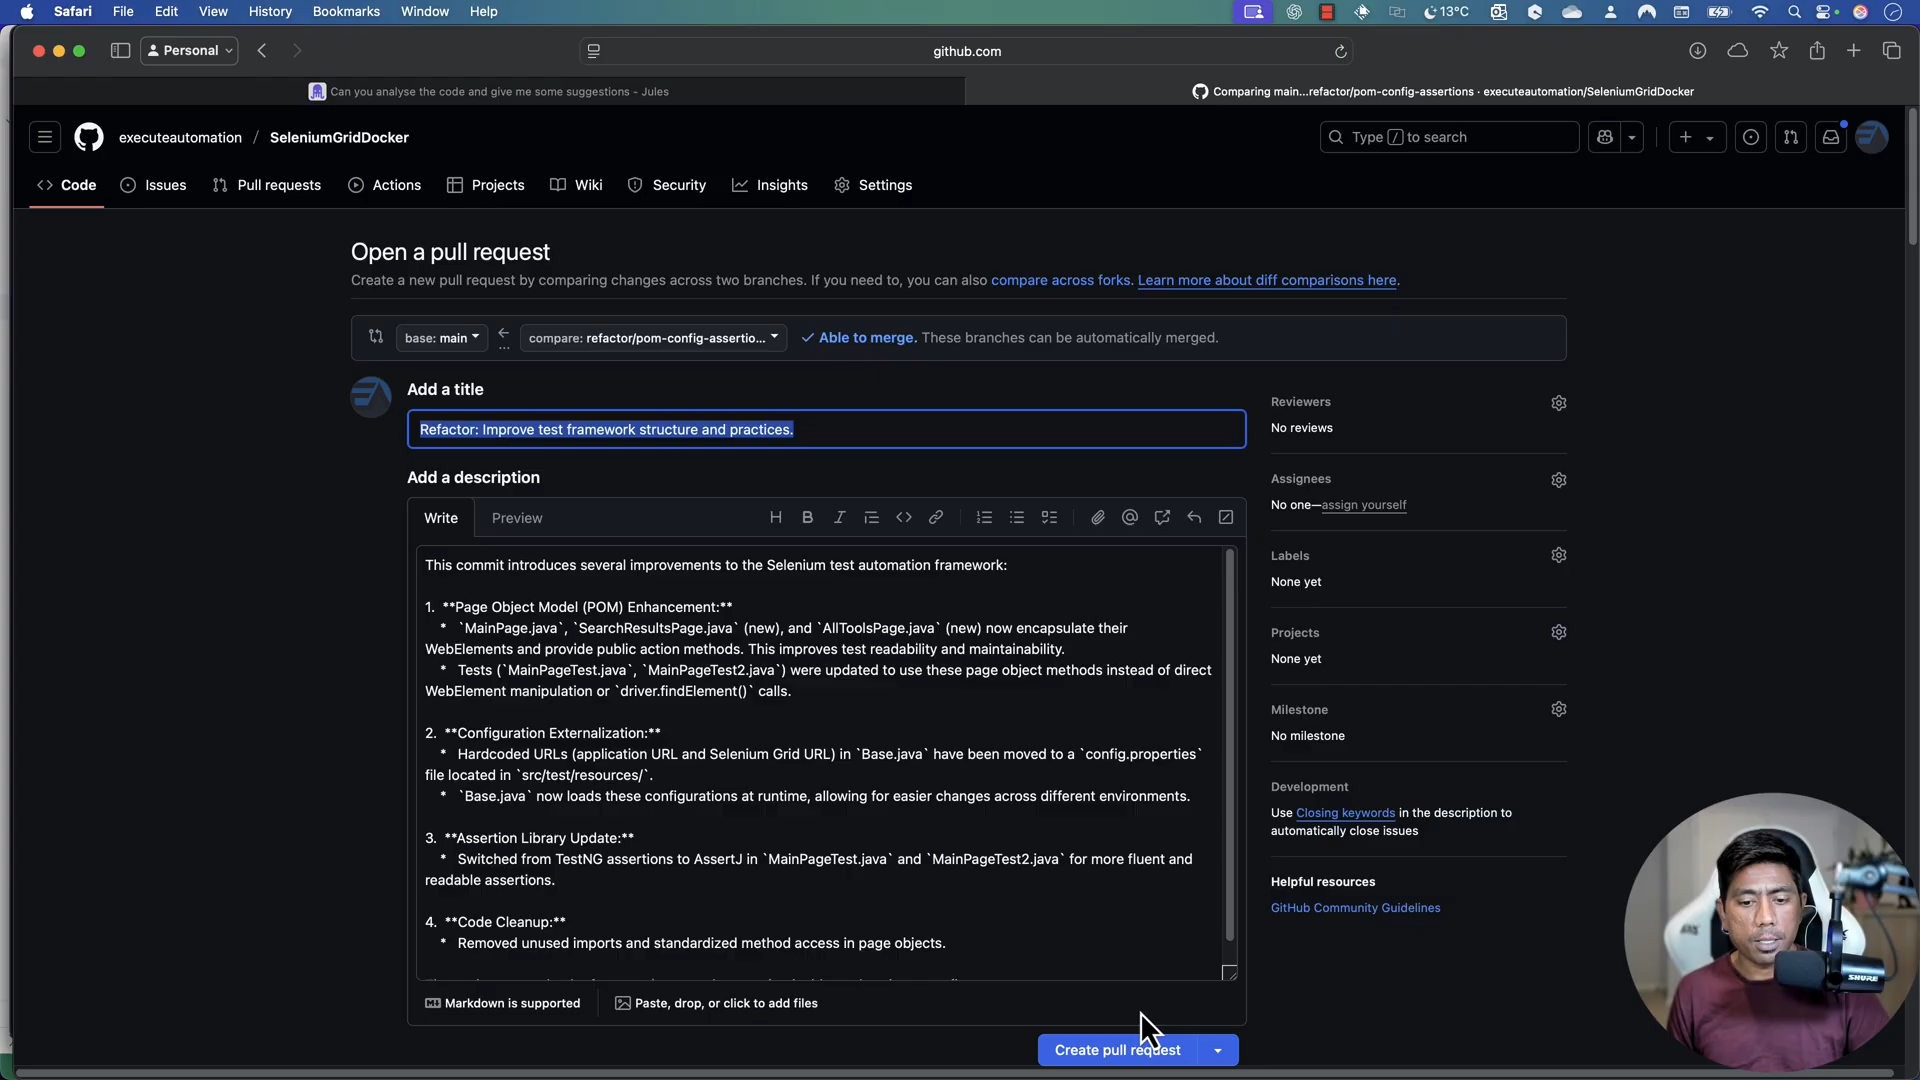 Safari File Edit View History Bookmarks Window Help
13°C
Personal
github.com
Can you analyse the code and give me some suggestions - Jules
Comparing main...refactor/pom-config-assertions · executeautomation/SeleniumGridDocker
executeautomation / SeleniumGridDocker
Type / to search
Code Issues Pull requests Actions Projects Wiki Security Insights Settings
Open a pull request
Create a new pull request by comparing changes across two branches. If you need to, you can also compare across forks. Learn more about diff comparisons here.
base: main
compare: refactor/pom-config-assertio...
Able to merge. These branches can be automatically merged.
Add a title
Refactor: Improve test framework structure and practices.
Add a description
Write Preview
This commit introduces several improvements to the Selenium test automation framework:
1. **Page Object Model (POM) Enhancement:**
* `MainPage.java`, `SearchResultsPage.java` (new), and `AllToolsPage.java` (new) now encapsulate their
WebElements and provide public action methods. This improves test readability and maintainability.
* Tests (`MainPageTest.java`, `MainPageTest2.java`) were updated to use these page object methods instead of direct
WebElement manipulation or `driver.findElement()` calls.
2. **Configuration Externalization:**
* Hardcoded URLs (application URL and Selenium Grid URL) in `Base.java` have been moved to a `config.properties`
file located in `src/test/resources/`.
* `Base.java` now loads these configurations at runtime, allowing for easier changes across different environments.
3. **Assertion Library Update:**
* Switched from TestNG assertions to AssertJ in `MainPageTest.java` and `MainPageTest2.java` for more fluent and
readable assertions.
4. **Code Cleanup:**
* Removed unused imports and standardized method access in page objects.
Markdown is supported
Paste, drop, or click to add files
Create pull request
Reviewers
No reviews
Assignees
No one—assign yourself
Labels
None yet
Projects
None yet
Milestone
No milestone
Development
Use Closing keywords in the description to
automatically close issues
Helpful resources
GitHub Community Guidelines
SHURE